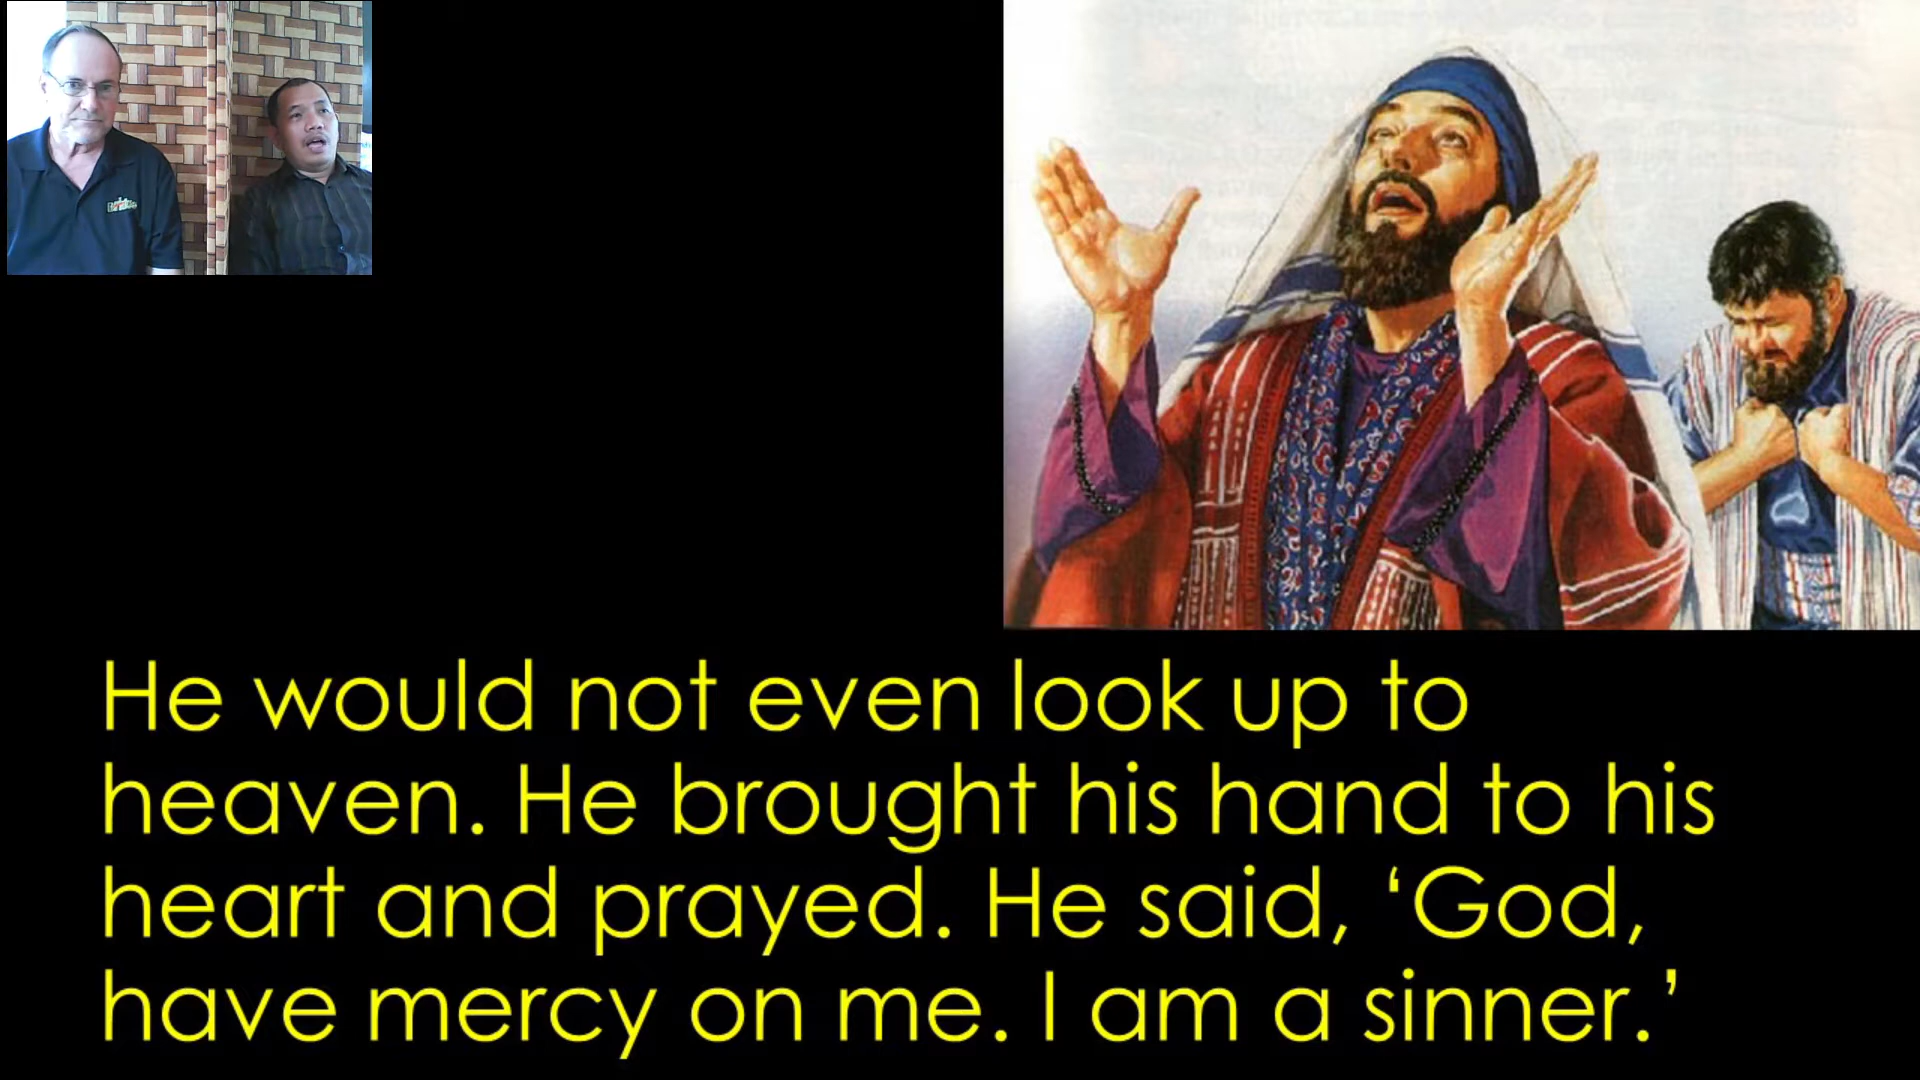 He would not even look up to
heaven. He brought his hand to his
heart and prayed. He said, ‘God,
have mercy on me. I am a sinner.’